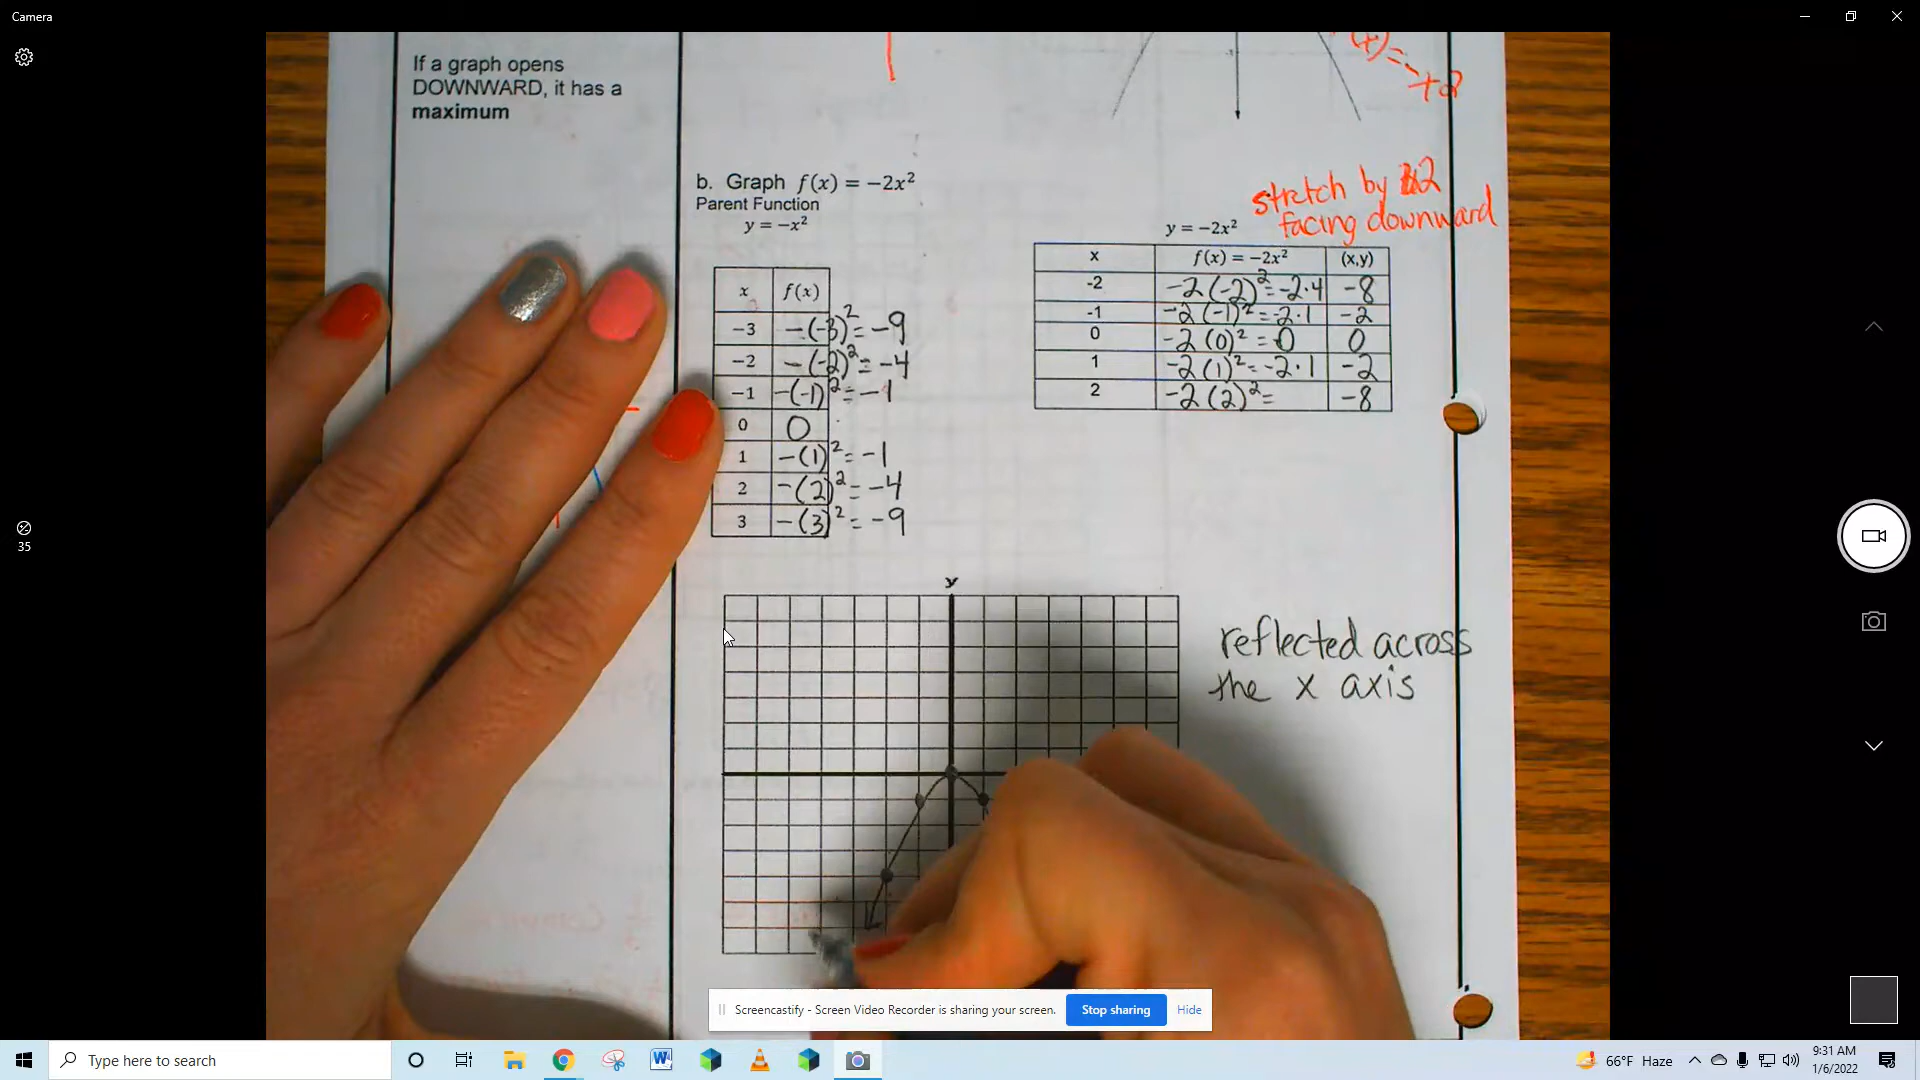 Camera
If a graph opens
DOWNWARD, it has a
maximum
b. Graph f(x) = −2x²
Parent Function
y = −x²
x f(x)
−3 −(−3)² = −9
−2 −(−2)² = −4
−1 −(−1)² = −1
0 0
1 −(1)² = −1
2 −(2)² = −4
3 −(3)² = −9
stretch by 2
facing downward
y = −2x²
x f(x) = −2x² (x,y)
-2 −2(−2)² = −2·4 −8
-1 −2(−1)² = −2·1 −2
0 −2(0)² = 0 0
1 −2(1)² = −2·1 −2
2 −2(2)² = −8
y
reflected across
the x axis
35
Screencastify - Screen Video Recorder is sharing your screen.
Stop sharing
Hide
Type here to search
66°F Haze
9:31 AM
1/6/2022